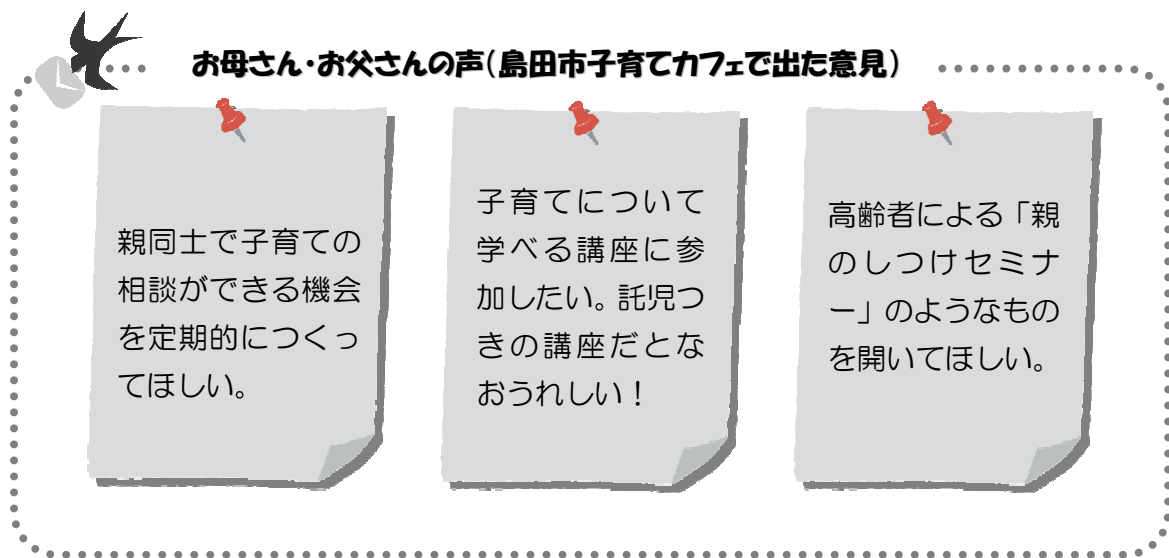 お母さん・お父さんの声(島田市子育てカフェで出た意見)
親同士で子育ての
相談ができる機会
を定期的につくっ
てほしい。
子育てについて
学べる講座に参
加したい。託児つ
きの講座だとな
おうれしい！
高齢者による「親
のしつけセミナ
ー」のようなもの
を開いてほしい。